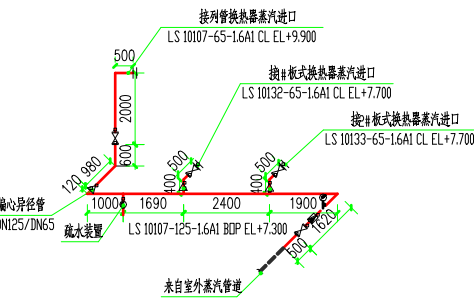 接列管换热器蒸汽进口
LS 10107-65-1.6A1 CL EL+9.900
500
接1#板式换热器蒸汽进口
LS 10132-65-1.6A1 CL EL+7.700
2000
接2#板式换热器蒸汽进口
LS 10133-65-1.6A1 CL EL+7.700
600
500
500
120 980
400
400
偏心异径管
DN125/DN65
1000 1690 2400 1900
疏水装置
LS 10107-125-1.6A1 BOP EL+7.300
1620
500
来自室外蒸汽管道